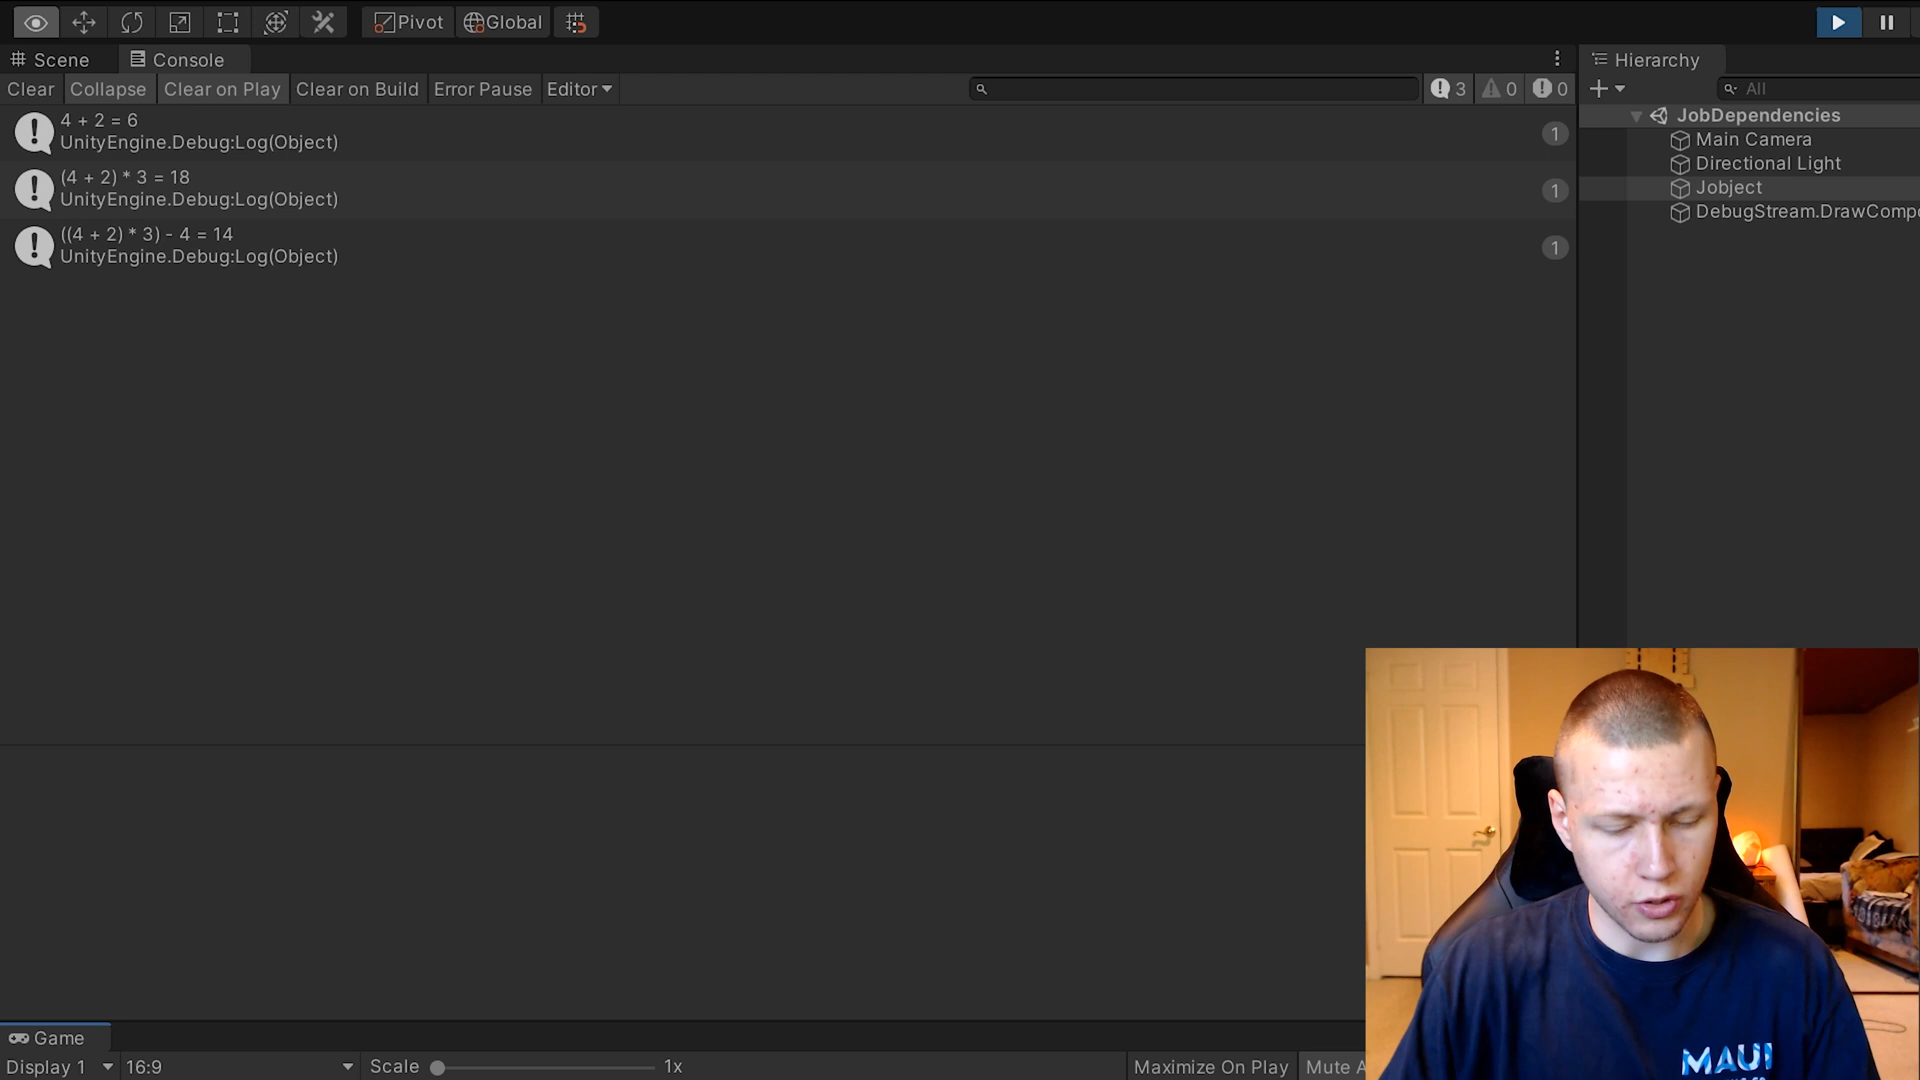 Pivot Global
Scene Console
Hierarchy
Clear Collapse Clear on Play Clear on Build Error Pause Editor
3 0 0
All
4 + 2 = 6
UnityEngine.Debug:Log(Object)
1
(4 + 2) * 3 = 18
UnityEngine.Debug:Log(Object)
1
((4 + 2) * 3) - 4 = 14
UnityEngine.Debug:Log(Object)
1
JobDependencies
Main Camera
Directional Light
Jobject
DebugStream.DrawCompo
Game
Display 1 16:9 Scale 1x Maximize On Play Mute A
MAUI